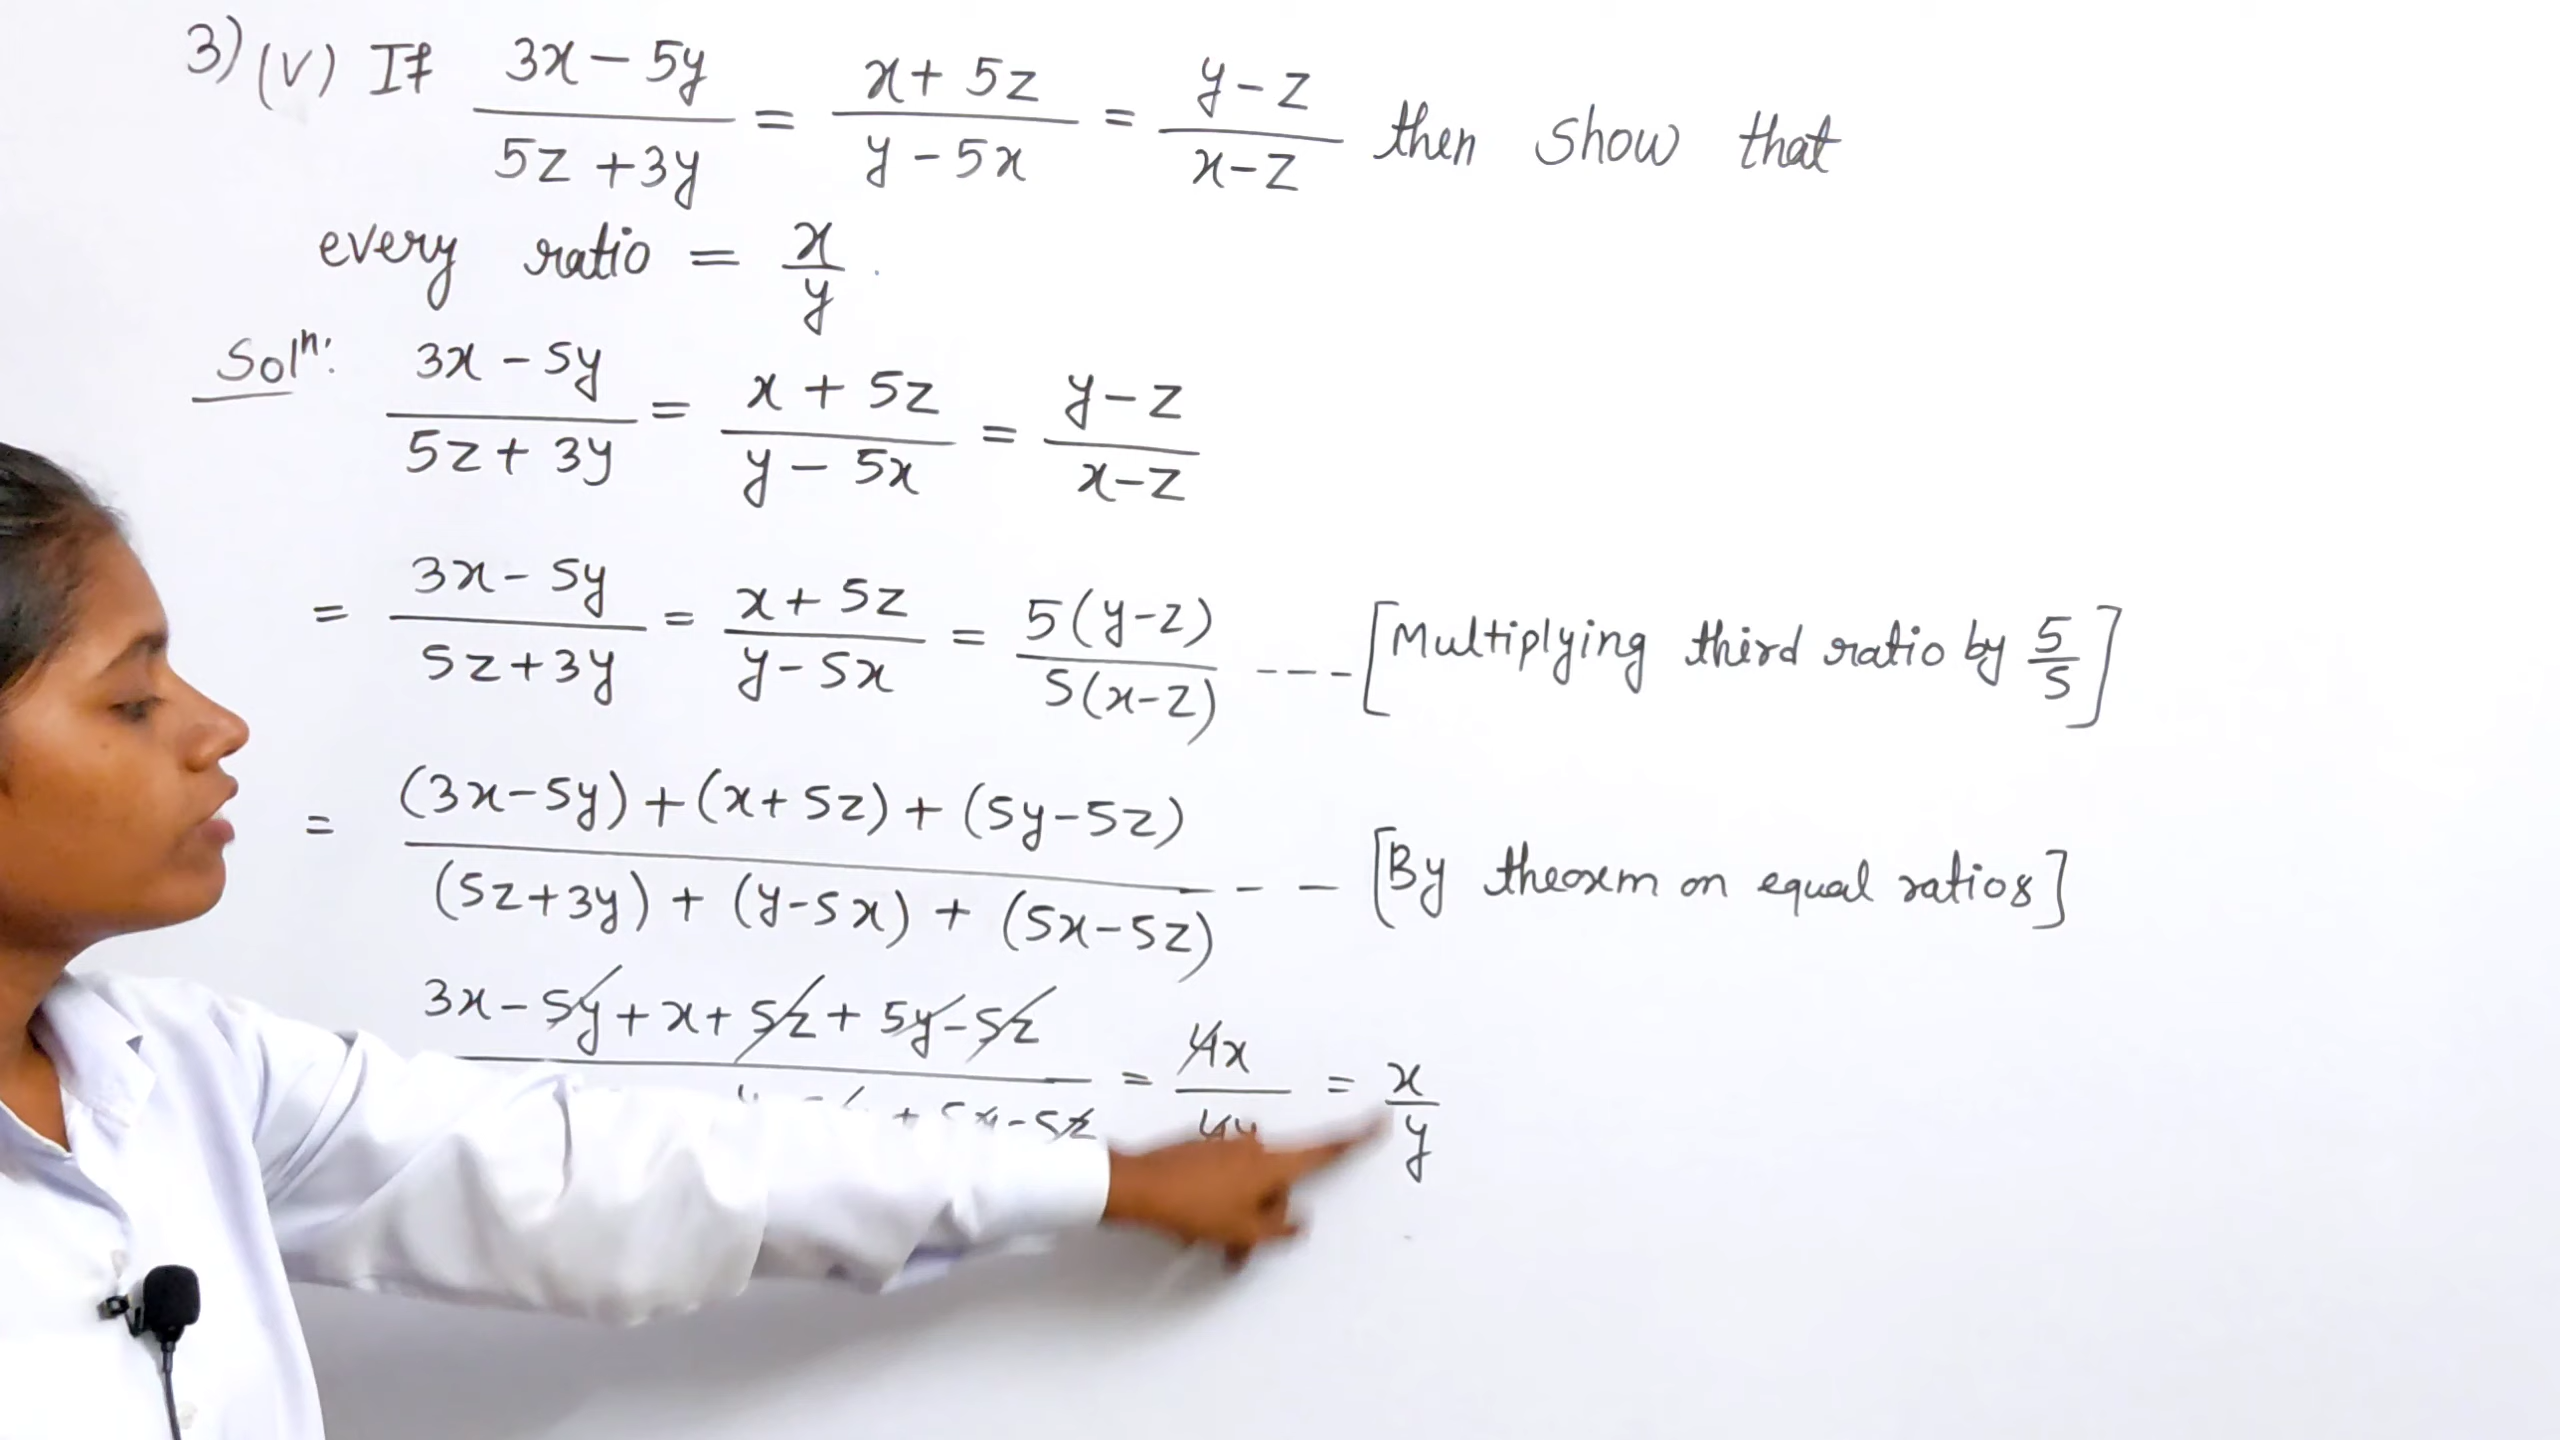 3) (v) If (3x - 5y)/(5z + 3y) = (x + 5z)/(y - 5x) = (y - z)/(x - z) then show that
every ratio = x/y.
Solⁿ: (3x - 5y)/(5z + 3y) = (x + 5z)/(y - 5x) = (y - z)/(x - z)
= (3x - 5y)/(5z + 3y) = (x + 5z)/(y - 5x) = 5(y - z)/5(x - z) ---- [Multiplying third ratio by 5/5]
= ((3x - 5y) + (x + 5z) + (5y - 5z))/((5z + 3y) + (y - 5x) + (5x - 5z)) -- [By theorem on equal ratios]
3x - 5y + x + 5z + 5y - 5z / + 5x - 5z = 4x/4y = x/y